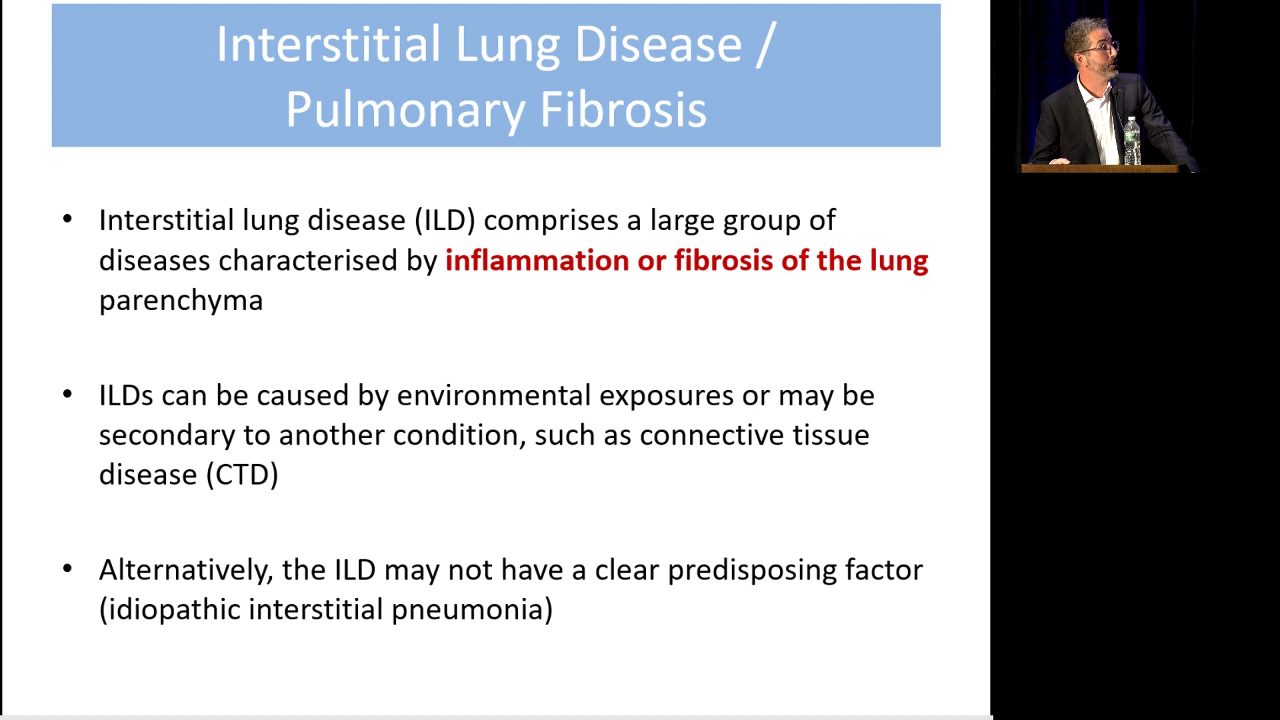 Interstitial Lung Disease /
Pulmonary Fibrosis
• Interstitial lung disease (ILD) comprises a large group of
diseases characterised by inflammation or fibrosis of the lung
parenchyma
• ILDs can be caused by environmental exposures or may be
secondary to another condition, such as connective tissue
disease (CTD)
• Alternatively, the ILD may not have a clear predisposing factor
(idiopathic interstitial pneumonia)